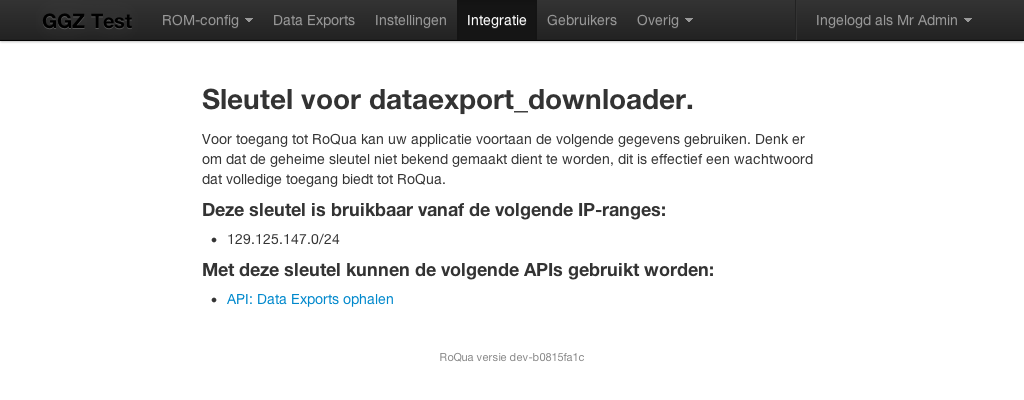 GGZ Test ROM-config Data Exports Instellingen Integratie Gebruikers Overig Ingelogd als Mr Admin
Sleutel voor dataexport_downloader.
Voor toegang tot RoQua kan uw applicatie voortaan de volgende gegevens gebruiken. Denk er
om dat de geheime sleutel niet bekend gemaakt dient te worden, dit is effectief een wachtwoord
dat volledige toegang biedt tot RoQua.
Deze sleutel is bruikbaar vanaf de volgende IP-ranges:
• 129.125.147.0/24
Met deze sleutel kunnen de volgende APIs gebruikt worden:
• API: Data Exports ophalen
RoQua versie dev-b0815fa1c